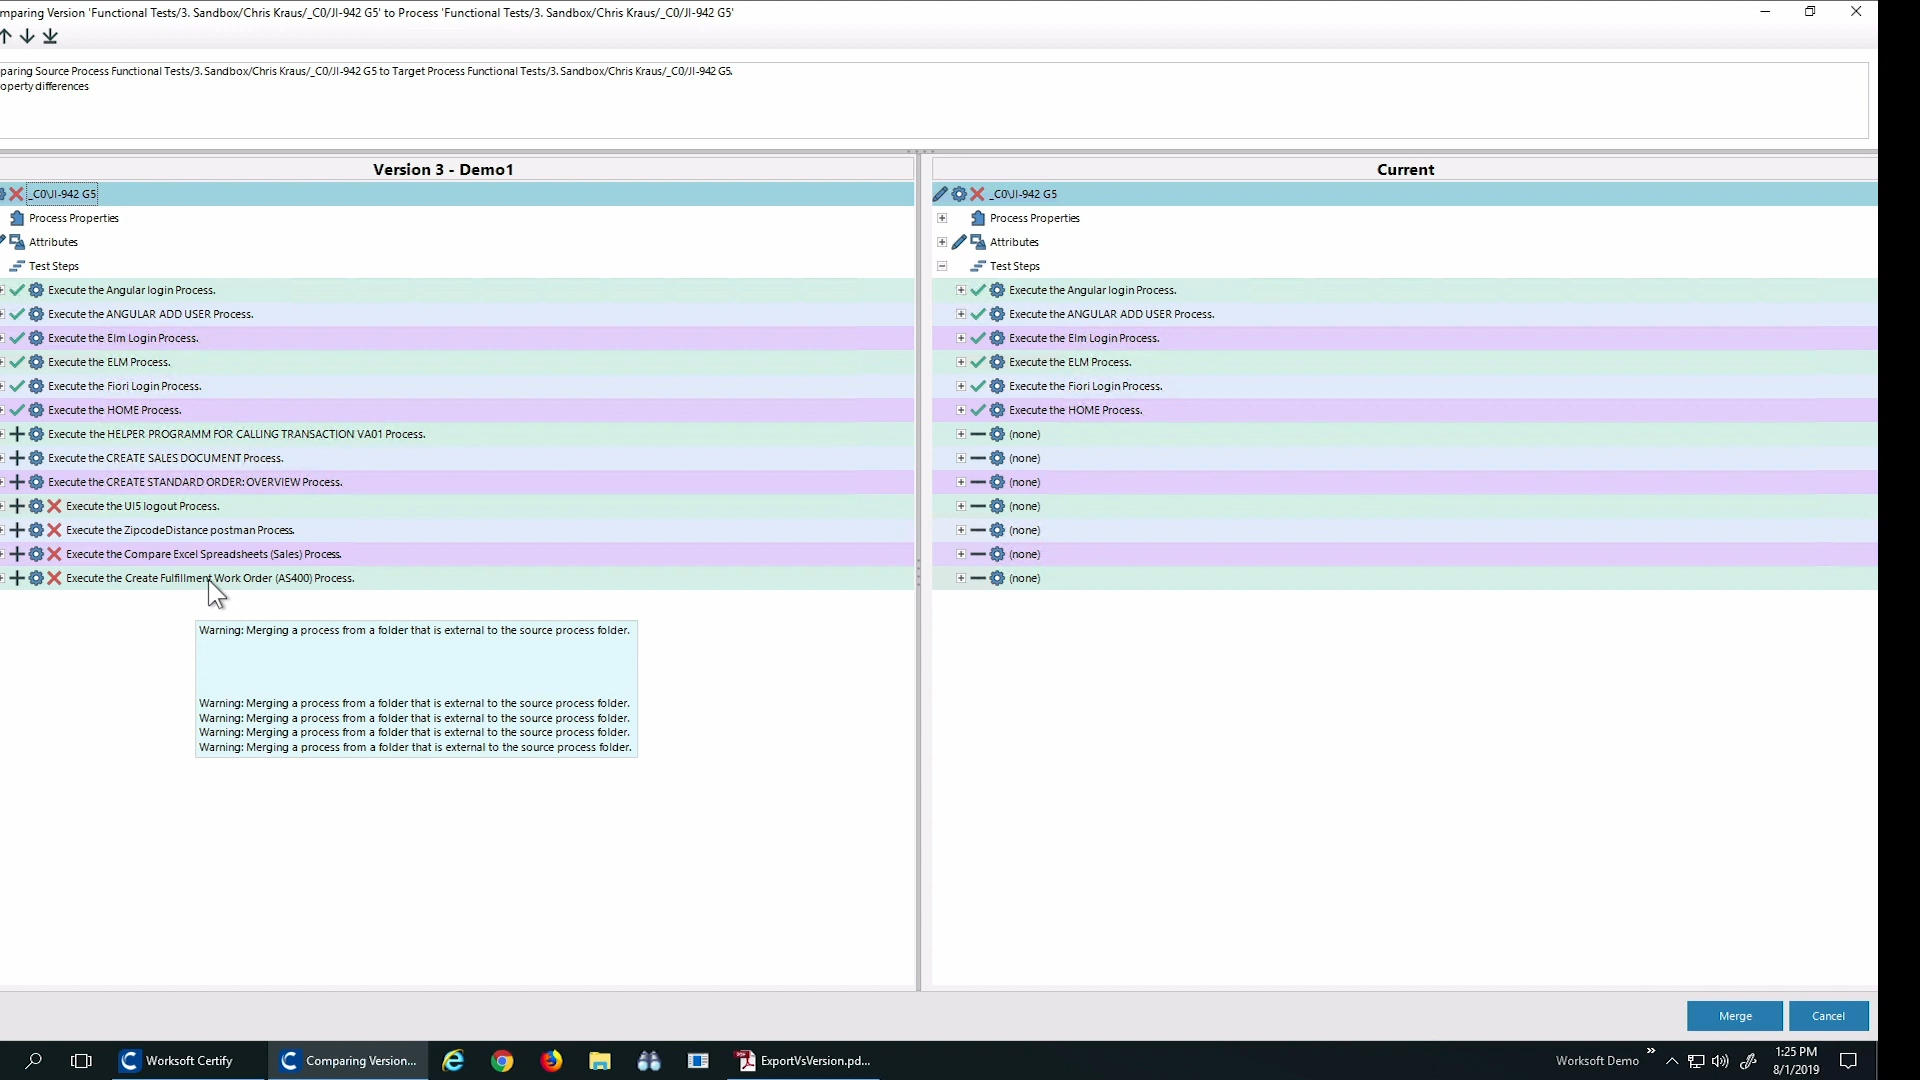 mparing Version 'Functional Tests/3. Sandbox/Chris Kraus/_C0/JI-942 G5' to Process 'Functional Tests/3. Sandbox/Chris Kraus/_C0/JI-942 G5'
paring Source Process Functional Tests/3. Sandbox/Chris Kraus/_C0/JI-942 G5 to Target Process Functional Tests/3. Sandbox/Chris Kraus/_C0/JI-942 G5.
operty differences
Version 3 - Demo1
_C0\JI-942 G5
Process Properties
Attributes
Test Steps
Execute the Angular login Process.
Execute the ANGULAR ADD USER Process.
Execute the Elm Login Process.
Execute the ELM Process.
Execute the Fiori Login Process.
Execute the HOME Process.
Execute the HELPER PROGRAMM FOR CALLING TRANSACTION VA01 Process.
Execute the CREATE SALES DOCUMENT Process.
Execute the CREATE STANDARD ORDER: OVERVIEW Process.
Execute the UI5 logout Process.
Execute the ZipcodeDistance postman Process.
Execute the Compare Excel Spreadsheets (Sales) Process.
Execute the Create Fulfillment Work Order (AS400) Process.
Warning: Merging a process from a folder that is external to the source process folder.
Warning: Merging a process from a folder that is external to the source process folder.
Warning: Merging a process from a folder that is external to the source process folder.
Warning: Merging a process from a folder that is external to the source process folder.
Warning: Merging a process from a folder that is external to the source process folder.
Current
_C0\JI-942 G5
Process Properties
Attributes
Test Steps
Execute the Angular login Process.
Execute the ANGULAR ADD USER Process.
Execute the Elm Login Process.
Execute the ELM Process.
Execute the Fiori Login Process.
Execute the HOME Process.
(none)
(none)
(none)
(none)
(none)
(none)
(none)
Merge
Cancel
Worksoft Certify
Comparing Version...
ExportVsVersion.pd...
Worksoft Demo
1:25 PM
8/1/2019